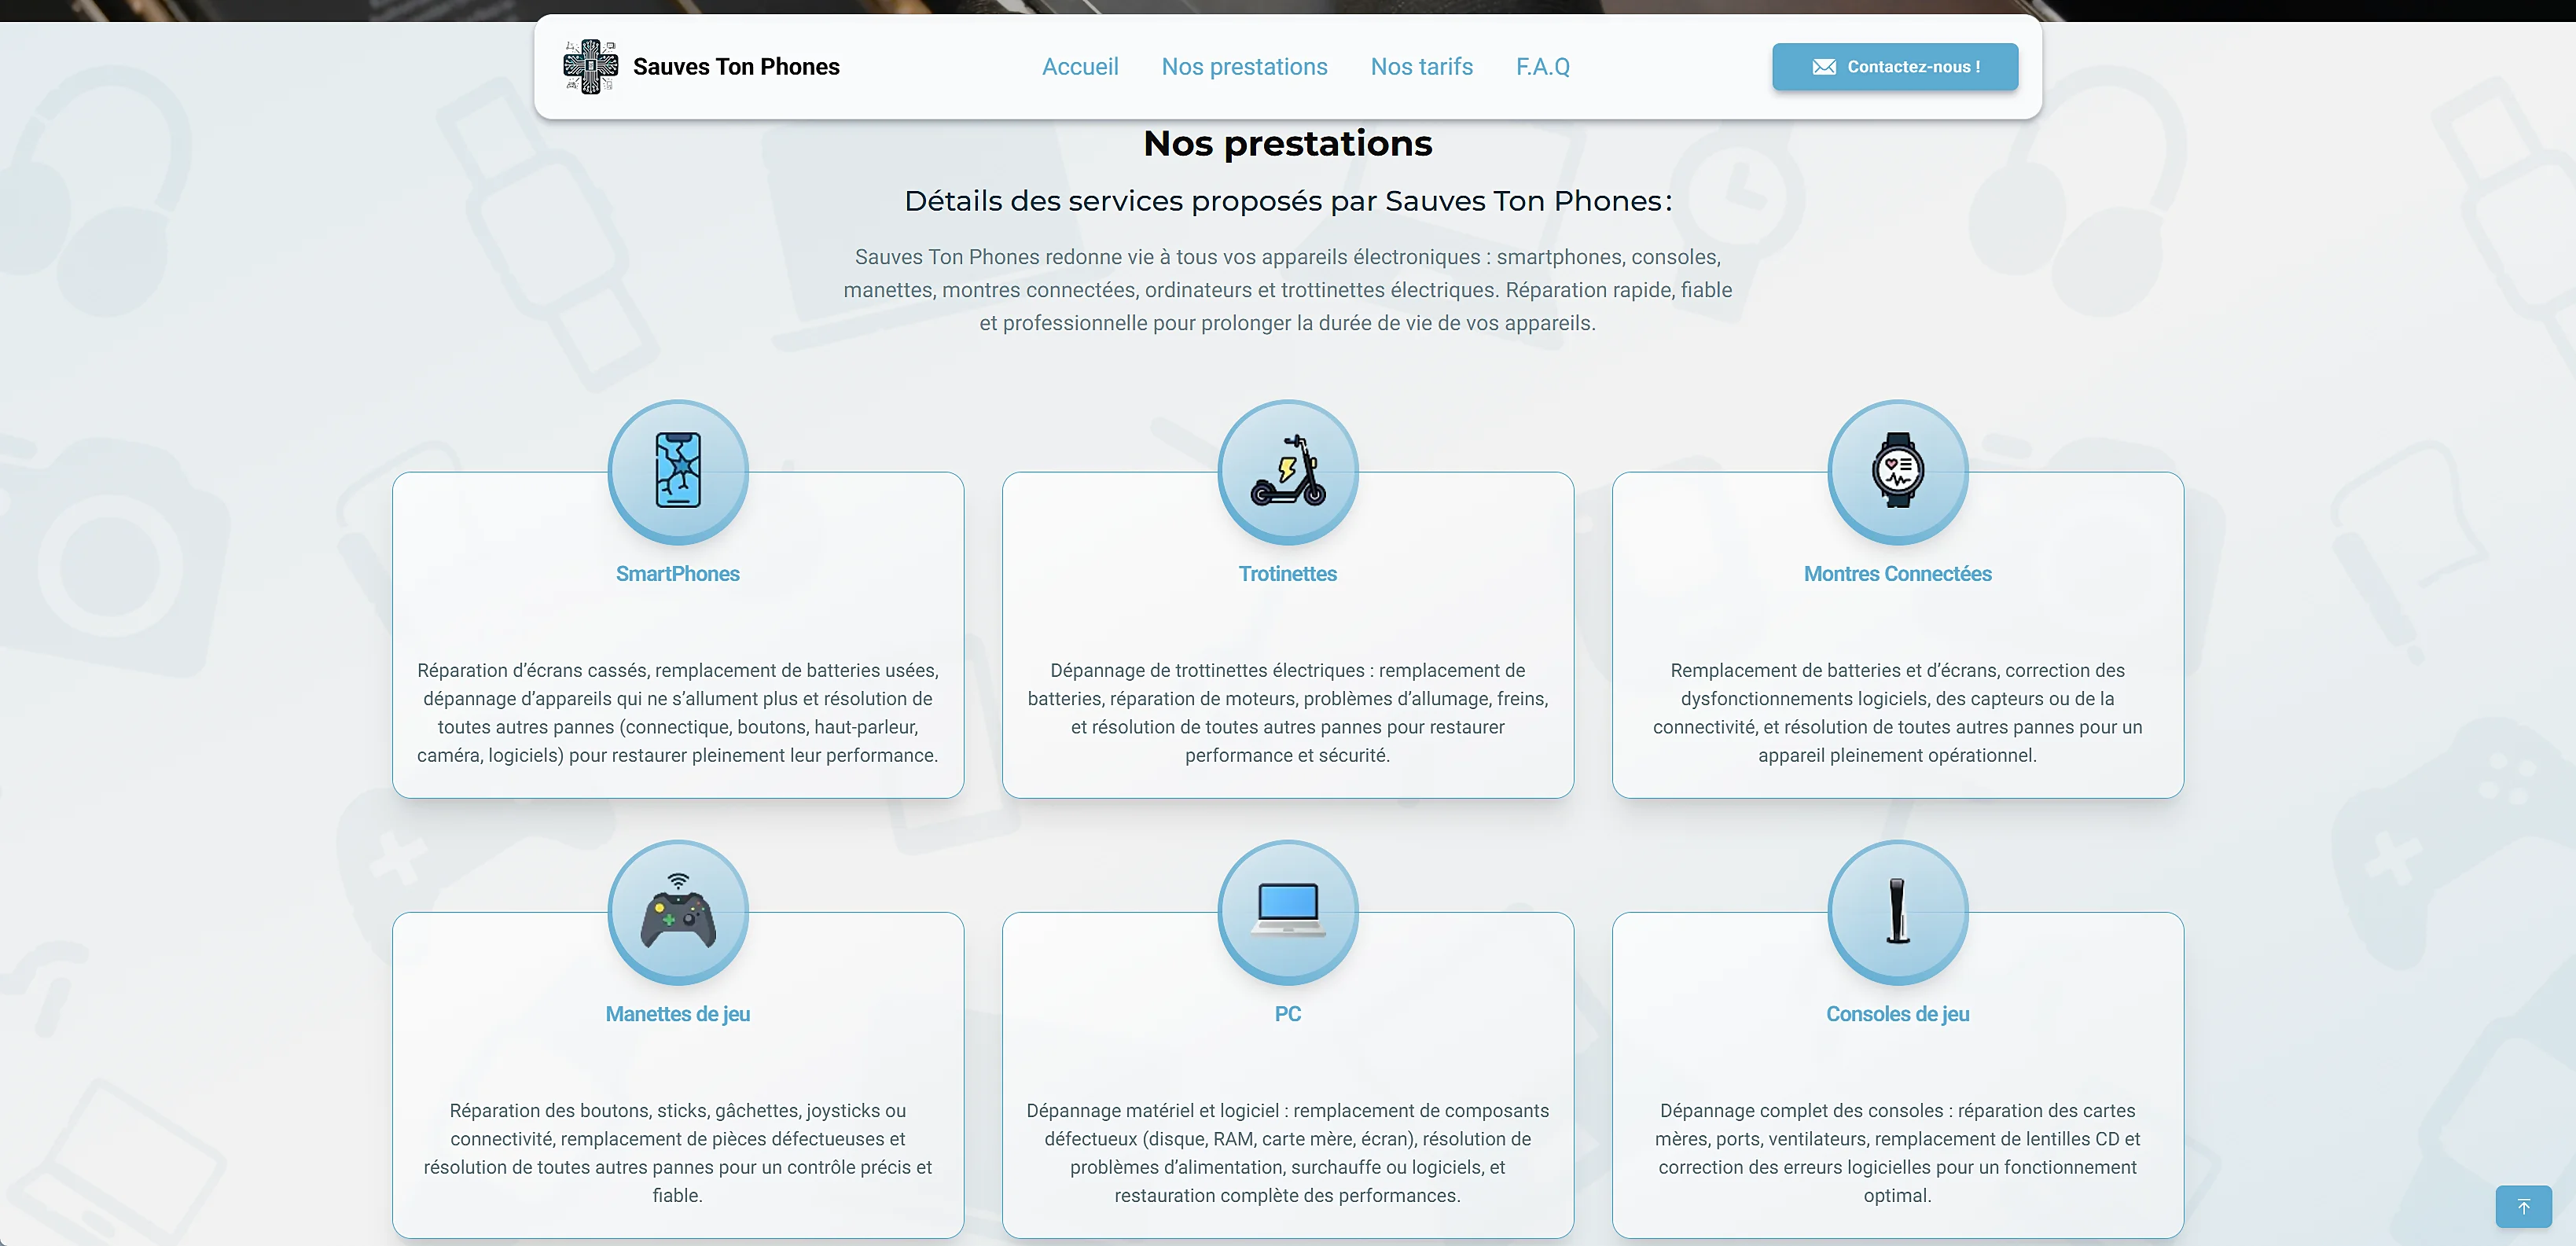 Sauves Ton Phones
Accueil
Nos prestations
Nos tarifs
F.A.Q
Contactez-nous !
Nos prestations
Détails des services proposés par Sauves Ton Phones :
Sauves Ton Phones redonne vie à tous vos appareils électroniques : smartphones, consoles,
manettes, montres connectées, ordinateurs et trottinettes électriques. Réparation rapide, fiable
et professionnelle pour prolonger la durée de vie de vos appareils.
SmartPhones
Réparation d’écrans cassés, remplacement de batteries usées,
dépannage d’appareils qui ne s’allument plus et résolution de
toutes autres pannes (connectique, boutons, haut-parleur,
caméra, logiciels) pour restaurer pleinement leur performance.
Trotinettes
Dépannage de trottinettes électriques : remplacement de
batteries, réparation de moteurs, problèmes d’allumage, freins,
et résolution de toutes autres pannes pour restaurer
performance et sécurité.
Montres Connectées
Remplacement de batteries et d’écrans, correction des
dysfonctionnements logiciels, des capteurs ou de la
connectivité, et résolution de toutes autres pannes pour un
appareil pleinement opérationnel.
Manettes de jeu
Réparation des boutons, sticks, gâchettes, joysticks ou
connectivité, remplacement de pièces défectueuses et
résolution de toutes autres pannes pour un contrôle précis et
fiable.
PC
Dépannage matériel et logiciel : remplacement de composants
défectueux (disque, RAM, carte mère, écran), résolution de
problèmes d’alimentation, surchauffe ou logiciels, et
restauration complète des performances.
Consoles de jeu
Dépannage complet des consoles : réparation des cartes
mères, ports, ventilateurs, remplacement de lentilles CD et
correction des erreurs logicielles pour un fonctionnement
optimal.